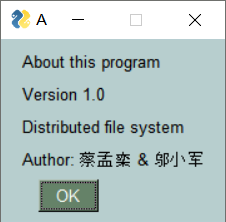 A
About this program
Version 1.0
Distributed file system
Author: 蔡孟栾 & 邬小军
OK